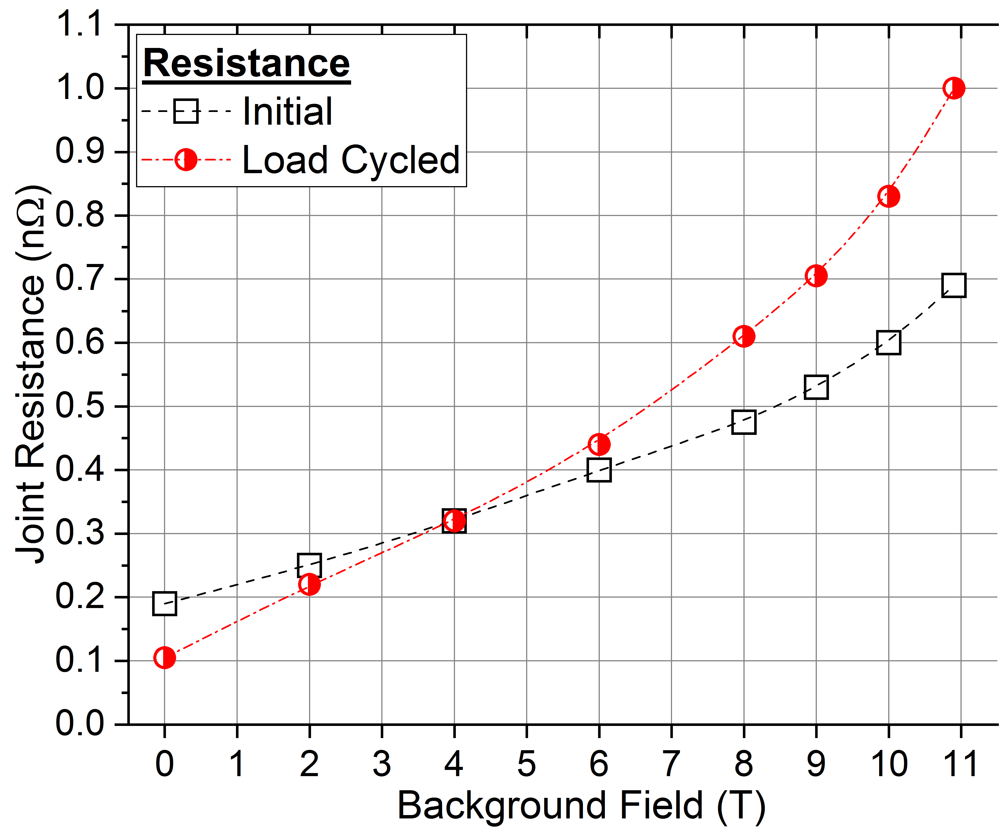 Resistance
Initial
Load Cycled
Joint Resistance (nΩ)
1.1
1.0
0.9
0.8
0.7
0.6
0.5
0.4
0.3
0.2
0.1
0.0
0 1 2 3 4 5 6 7 8 9 10 11
Background Field (T)